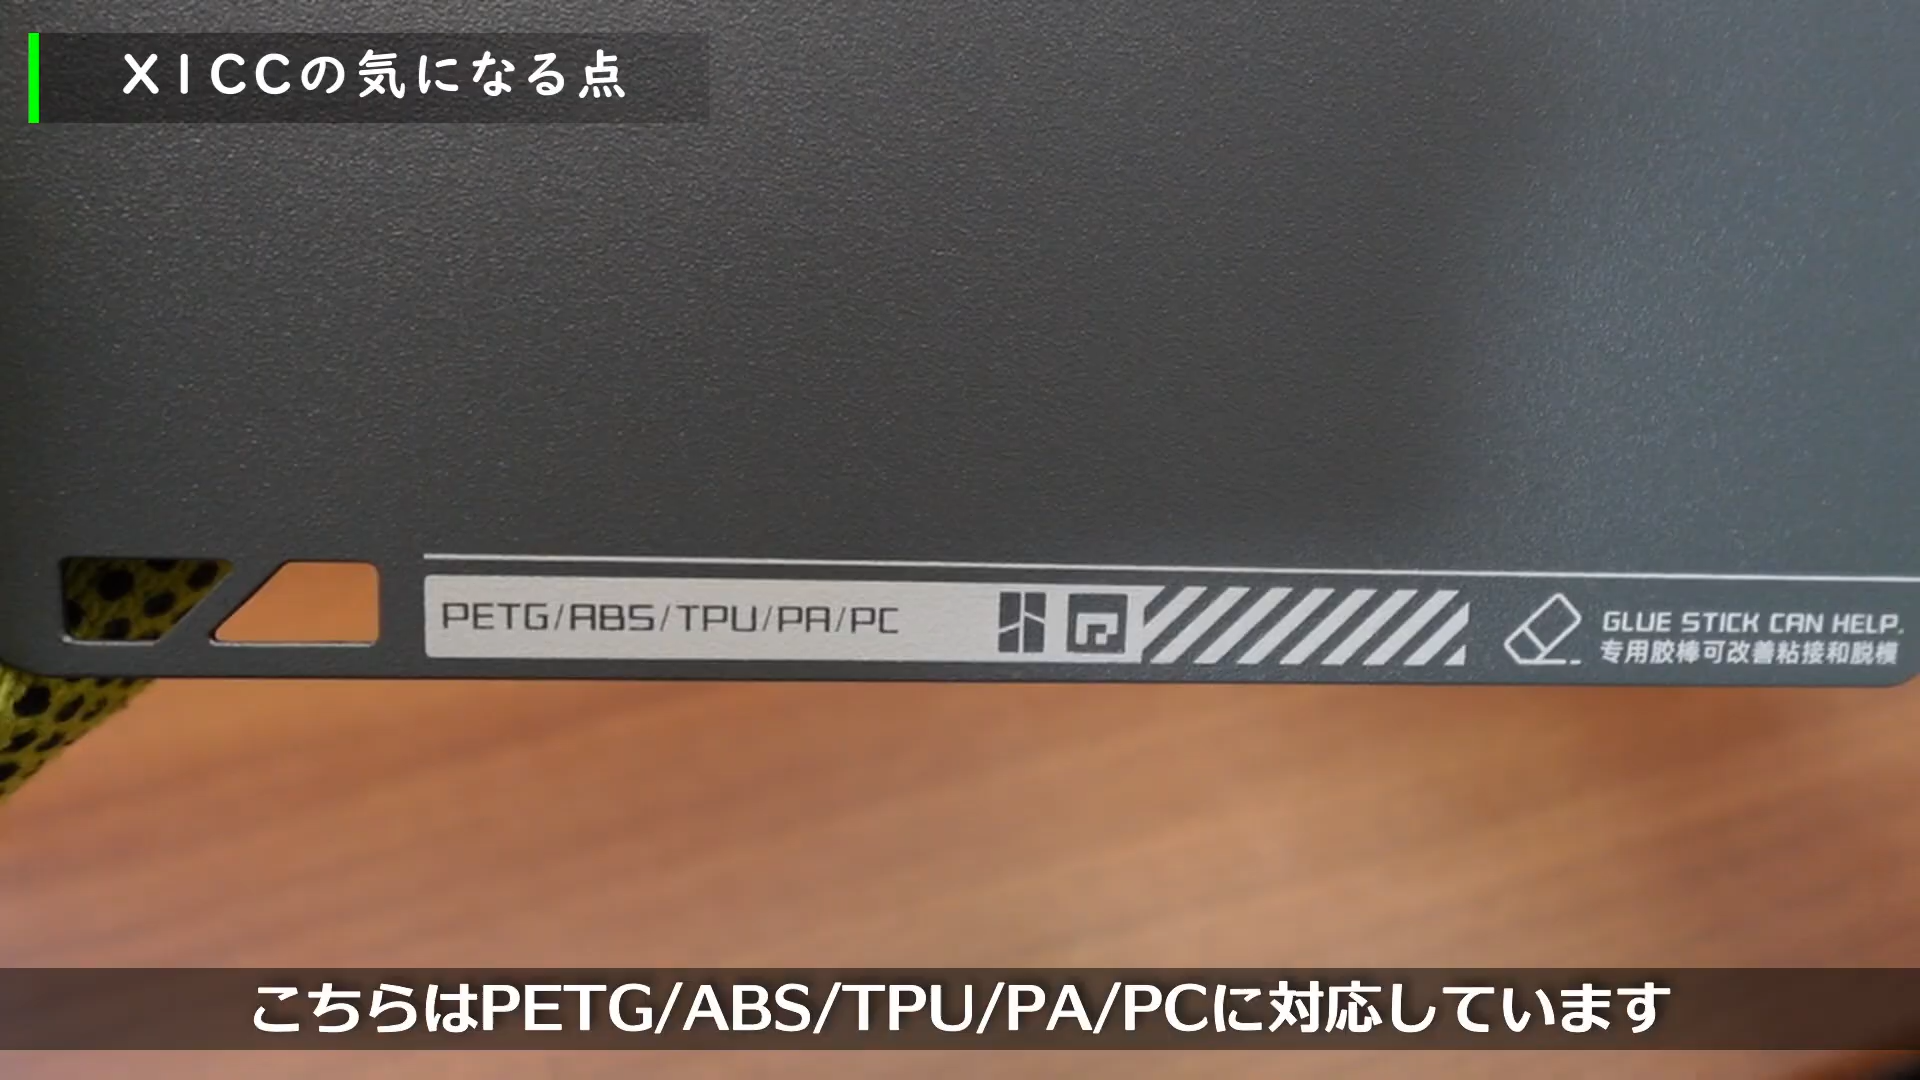 X1CCの気になる点
PETG/ABS/TPU/PA/PC
GLUE STICK CAN HELP.
专用胶棒可改善粘接和脱模
こちらはPETG/ABS/TPU/PA/PCに対応しています